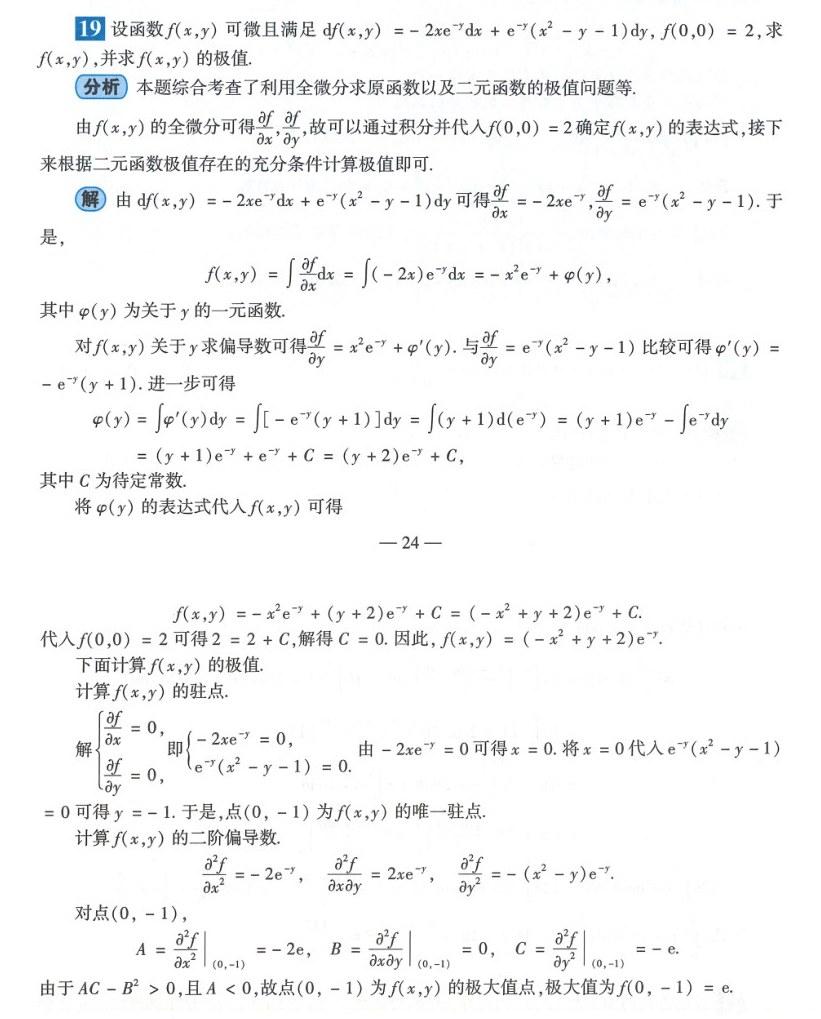 19 设函数 f(x,y) 可微且满足 df(x,y) = - 2xe⁻ʸdx + e⁻ʸ(x² - y - 1)dy, f(0,0) = 2,求
f(x,y),并求 f(x,y) 的极值.
分析 本题综合考查了利用全微分求原函数以及二元函数的极值问题等.
由 f(x,y) 的全微分可得 ∂f/∂x, ∂f/∂y,故可以通过积分并代入 f(0,0) = 2 确定 f(x,y) 的表达式,接下
来根据二元函数极值存在的充分条件计算极值即可.
解 由 df(x,y) = - 2xe⁻ʸdx + e⁻ʸ(x² - y - 1)dy 可得 ∂f/∂x = - 2xe⁻ʸ, ∂f/∂y = e⁻ʸ(x² - y - 1). 于
是,
f(x,y) = ∫ ∂f/∂x dx = ∫(- 2x)e⁻ʸdx = - x²e⁻ʸ + φ(y),
其中 φ(y) 为关于 y 的一元函数.
对 f(x,y) 关于 y 求偏导数可得 ∂f/∂y = x²e⁻ʸ + φ′(y). 与 ∂f/∂y = e⁻ʸ(x² - y - 1) 比较可得 φ′(y) =
- e⁻ʸ(y + 1). 进一步可得
φ(y) = ∫φ′(y)dy = ∫[- e⁻ʸ(y + 1)]dy = ∫(y + 1)d(e⁻ʸ) = (y + 1)e⁻ʸ - ∫e⁻ʸdy
= (y + 1)e⁻ʸ + e⁻ʸ + C = (y + 2)e⁻ʸ + C,
其中 C 为待定常数.
将 φ(y) 的表达式代入 f(x,y) 可得
— 24 —
f(x,y) = - x²e⁻ʸ + (y + 2)e⁻ʸ + C = (- x² + y + 2)e⁻ʸ + C.
代入 f(0,0) = 2 可得 2 = 2 + C,解得 C = 0. 因此, f(x,y) = (- x² + y + 2)e⁻ʸ.
下面计算 f(x,y) 的极值.
计算 f(x,y) 的驻点.
解 { ∂f/∂x = 0, ∂f/∂y = 0, 即 { - 2xe⁻ʸ = 0, e⁻ʸ(x² - y - 1) = 0. 由 - 2xe⁻ʸ = 0 可得 x = 0. 将 x = 0 代入 e⁻ʸ(x² - y - 1)
= 0 可得 y = - 1. 于是,点(0, - 1) 为 f(x,y) 的唯一驻点.
计算 f(x,y) 的二阶偏导数.
∂²f/∂x² = - 2e⁻ʸ, ∂²f/∂x∂y = 2xe⁻ʸ, ∂²f/∂y² = - (x² - y)e⁻ʸ.
对点(0, - 1),
A = ∂²f/∂x² |(0,-1) = - 2e, B = ∂²f/∂x∂y |(0,-1) = 0, C = ∂²f/∂y² |(0,-1) = - e.
由于 AC - B² > 0,且 A < 0,故点(0, - 1) 为 f(x,y) 的极大值点,极大值为 f(0, - 1) = e.